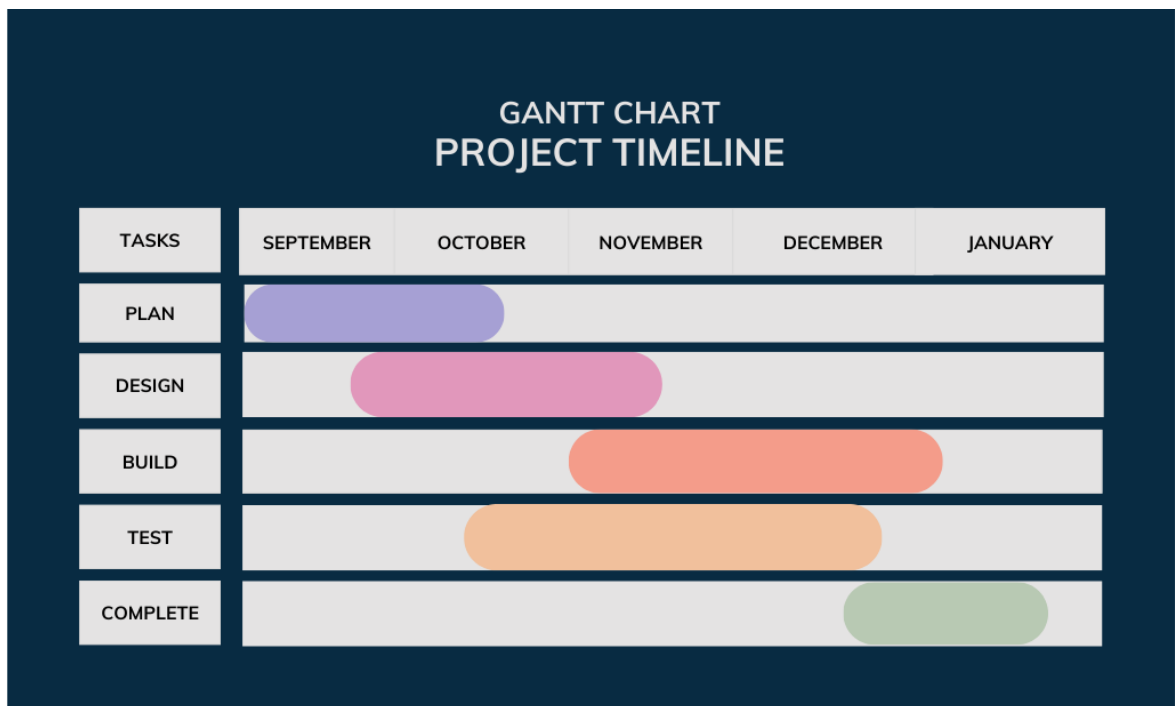 GANTT CHART
PROJECT TIMELINE
TASKS SEPTEMBER OCTOBER NOVEMBER DECEMBER JANUARY
PLAN
DESIGN
BUILD
TEST
COMPLETE